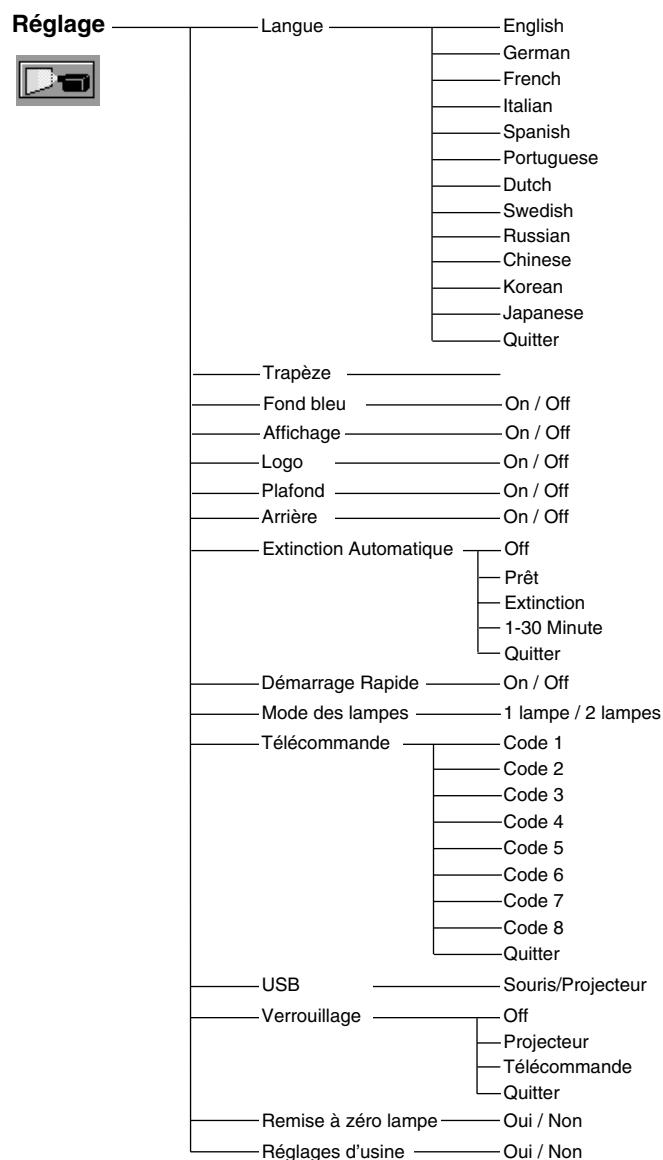 Réglage Langue English
German
French
Italian
Spanish
Portuguese
Dutch
Swedish
Russian
Chinese
Korean
Japanese
Quitter
Trapèze
Fond bleu On / Off
Affichage On / Off
Logo On / Off
Plafond On / Off
Arrière On / Off
Extinction Automatique Off
Prêt
Extinction
1-30 Minute
Quitter
Démarrage Rapide On / Off
Mode des lampes 1 lampe / 2 lampes
Télécommande Code 1
Code 2
Code 3
Code 4
Code 5
Code 6
Code 7
Code 8
Quitter
USB Souris/Projecteur
Verrouillage Off
Projecteur
Télécommande
Quitter
Remise à zéro lampe Oui / Non
Réglages d'usine Oui / Non